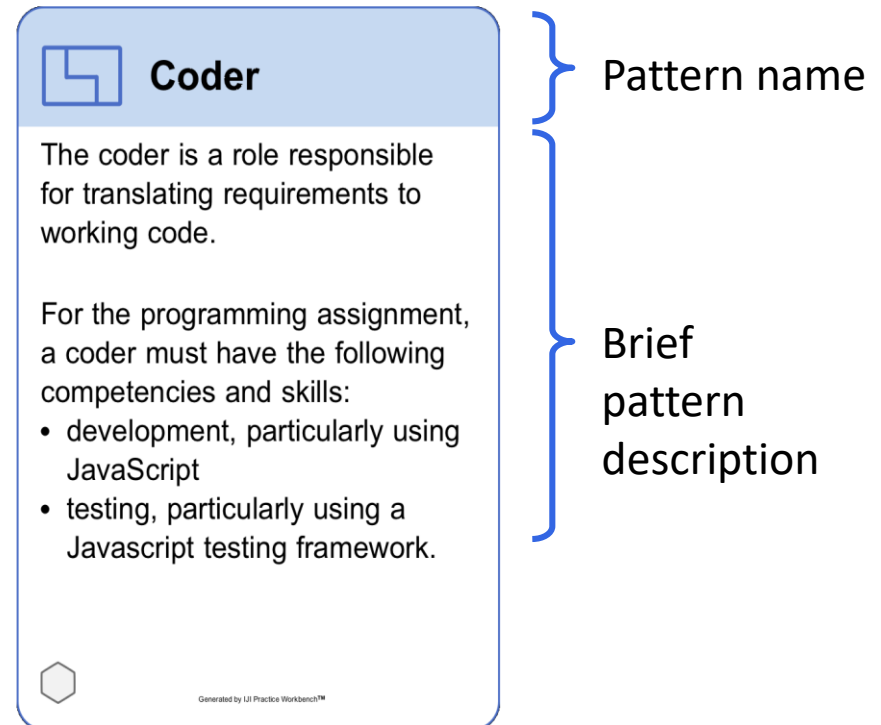 Coder
Pattern name
The coder is a role responsible
for translating requirements to
working code.
For the programming assignment,
a coder must have the following
competencies and skills:
• development, particularly using
JavaScript
• testing, particularly using a
Javascript testing framework.
Brief
pattern
description
Generated by IJI Practice Workbench™